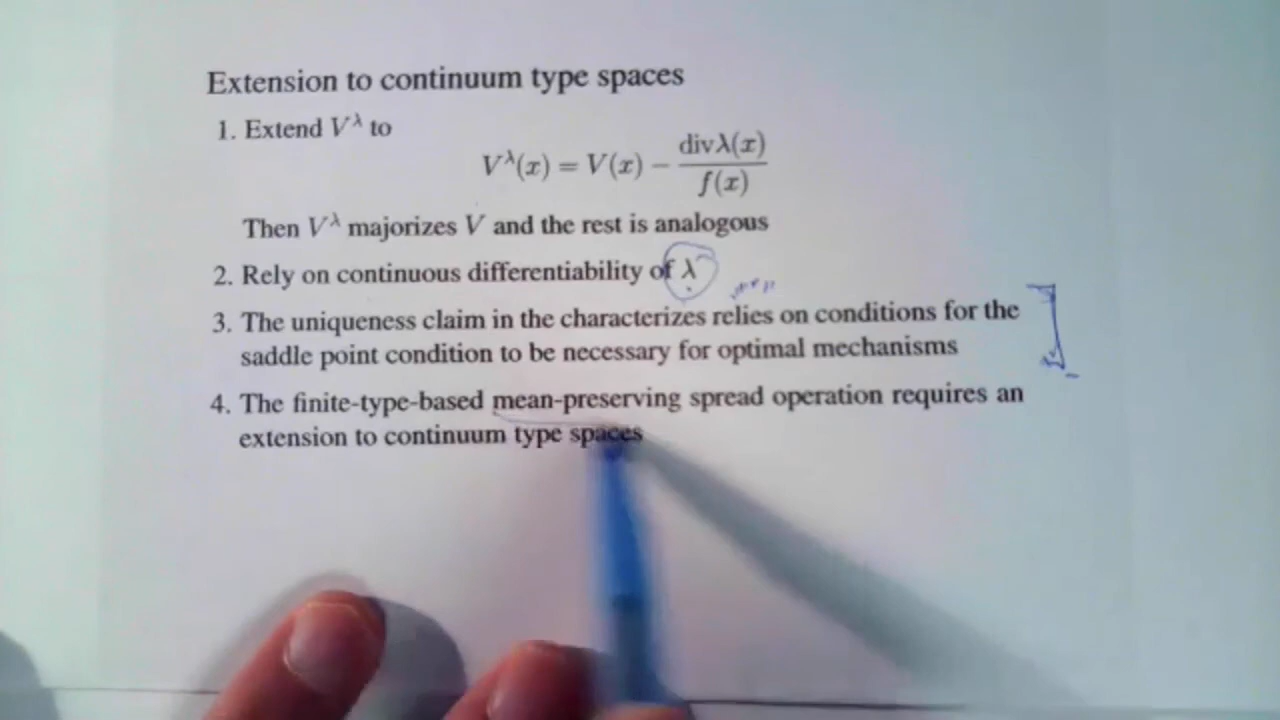 Extension to continuum type spaces
1. Extend V^λ to
V^λ(x) = V(x) − divλ(x)/f(x)
Then V^λ majorizes V and the rest is analogous
2. Rely on continuous differentiability of λ
3. The uniqueness claim in the characterizes relies on conditions for the
saddle point condition to be necessary for optimal mechanisms
4. The finite-type-based mean-preserving spread operation requires an
extension to continuum type spaces